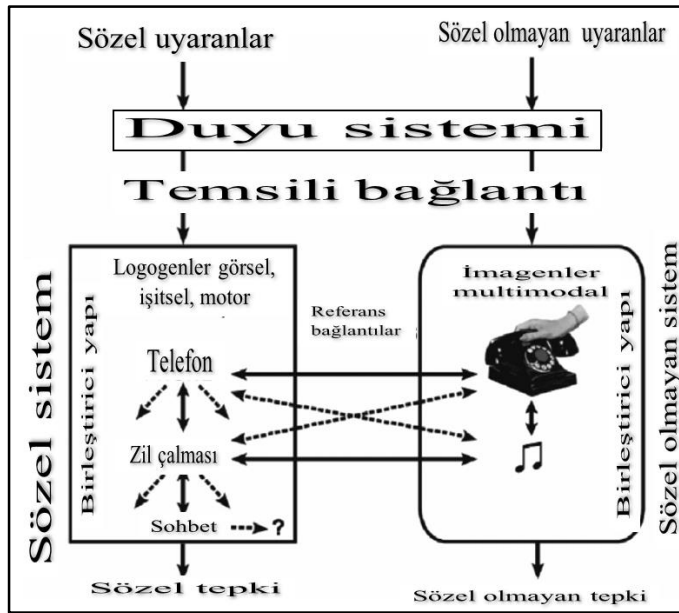 Sözel uyaranlar
Sözel olmayan uyaranlar
Duyu sistemi
Temsili bağlantı
Sözel sistem
Birleştirici yapı
Logogenler görsel,
işitsel, motor
Telefon
Zil çalması
Sohbet
?
Referans
bağlantılar
İmagenler
multimodal
Birleştirici yapı
Sözel olmayan sistem
Sözel tepki
Sözel olmayan tepki